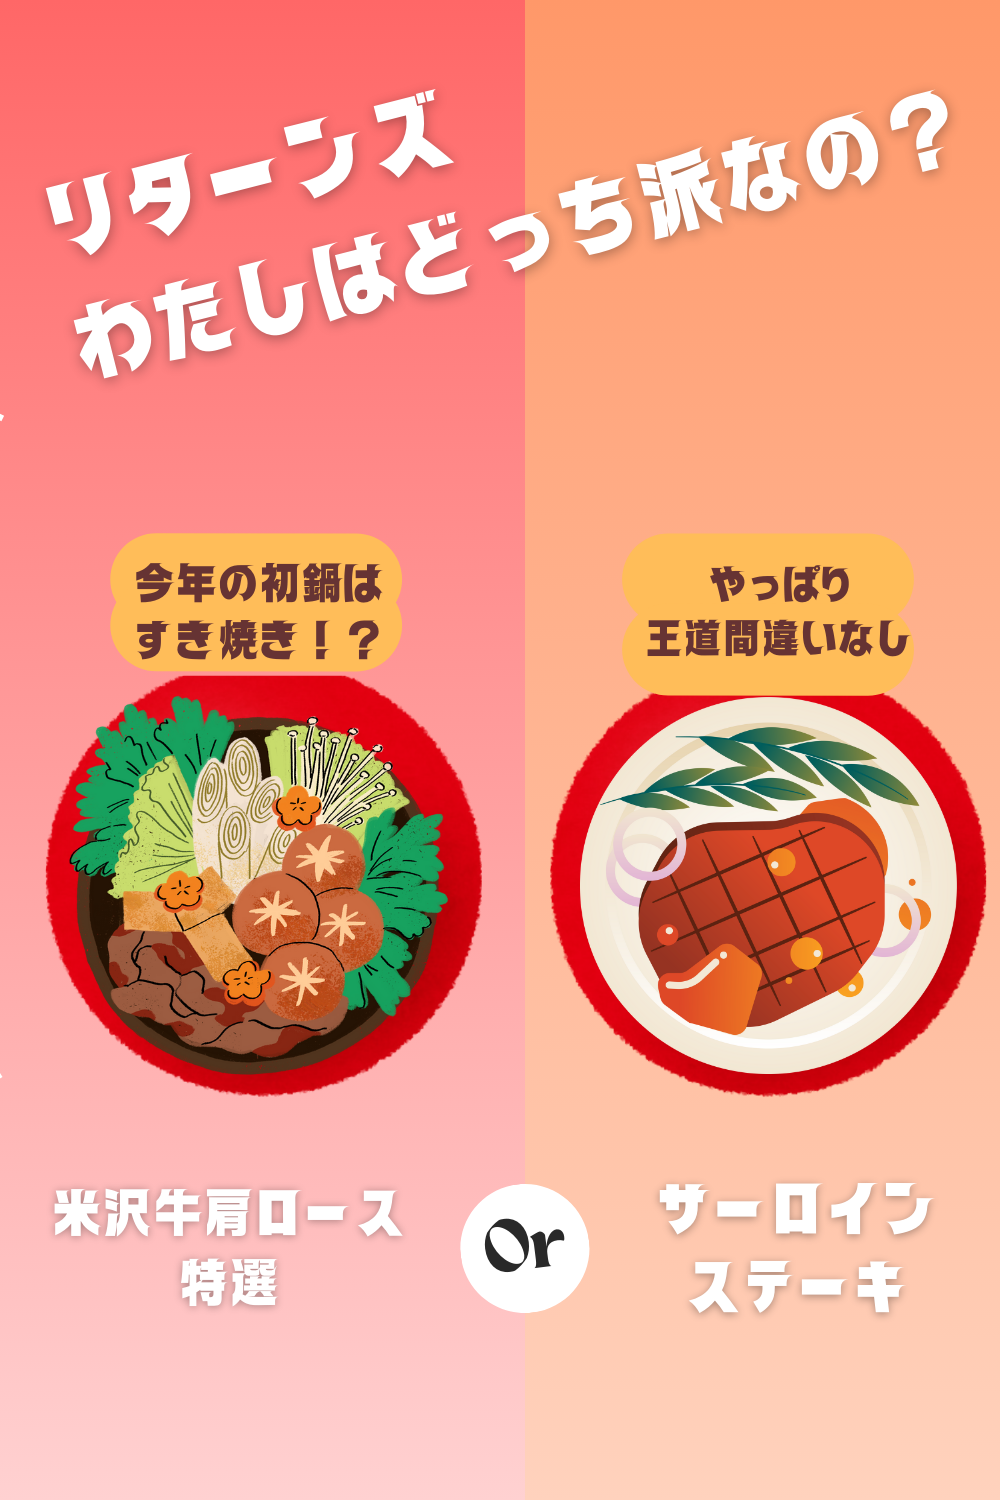 リターンズ
わたしはどっち派なの？
今年の初鍋は
すき焼き！？
やっぱり
王道間違いなし
米沢牛肩ロース
特選
Or
サーロイン
ステーキ